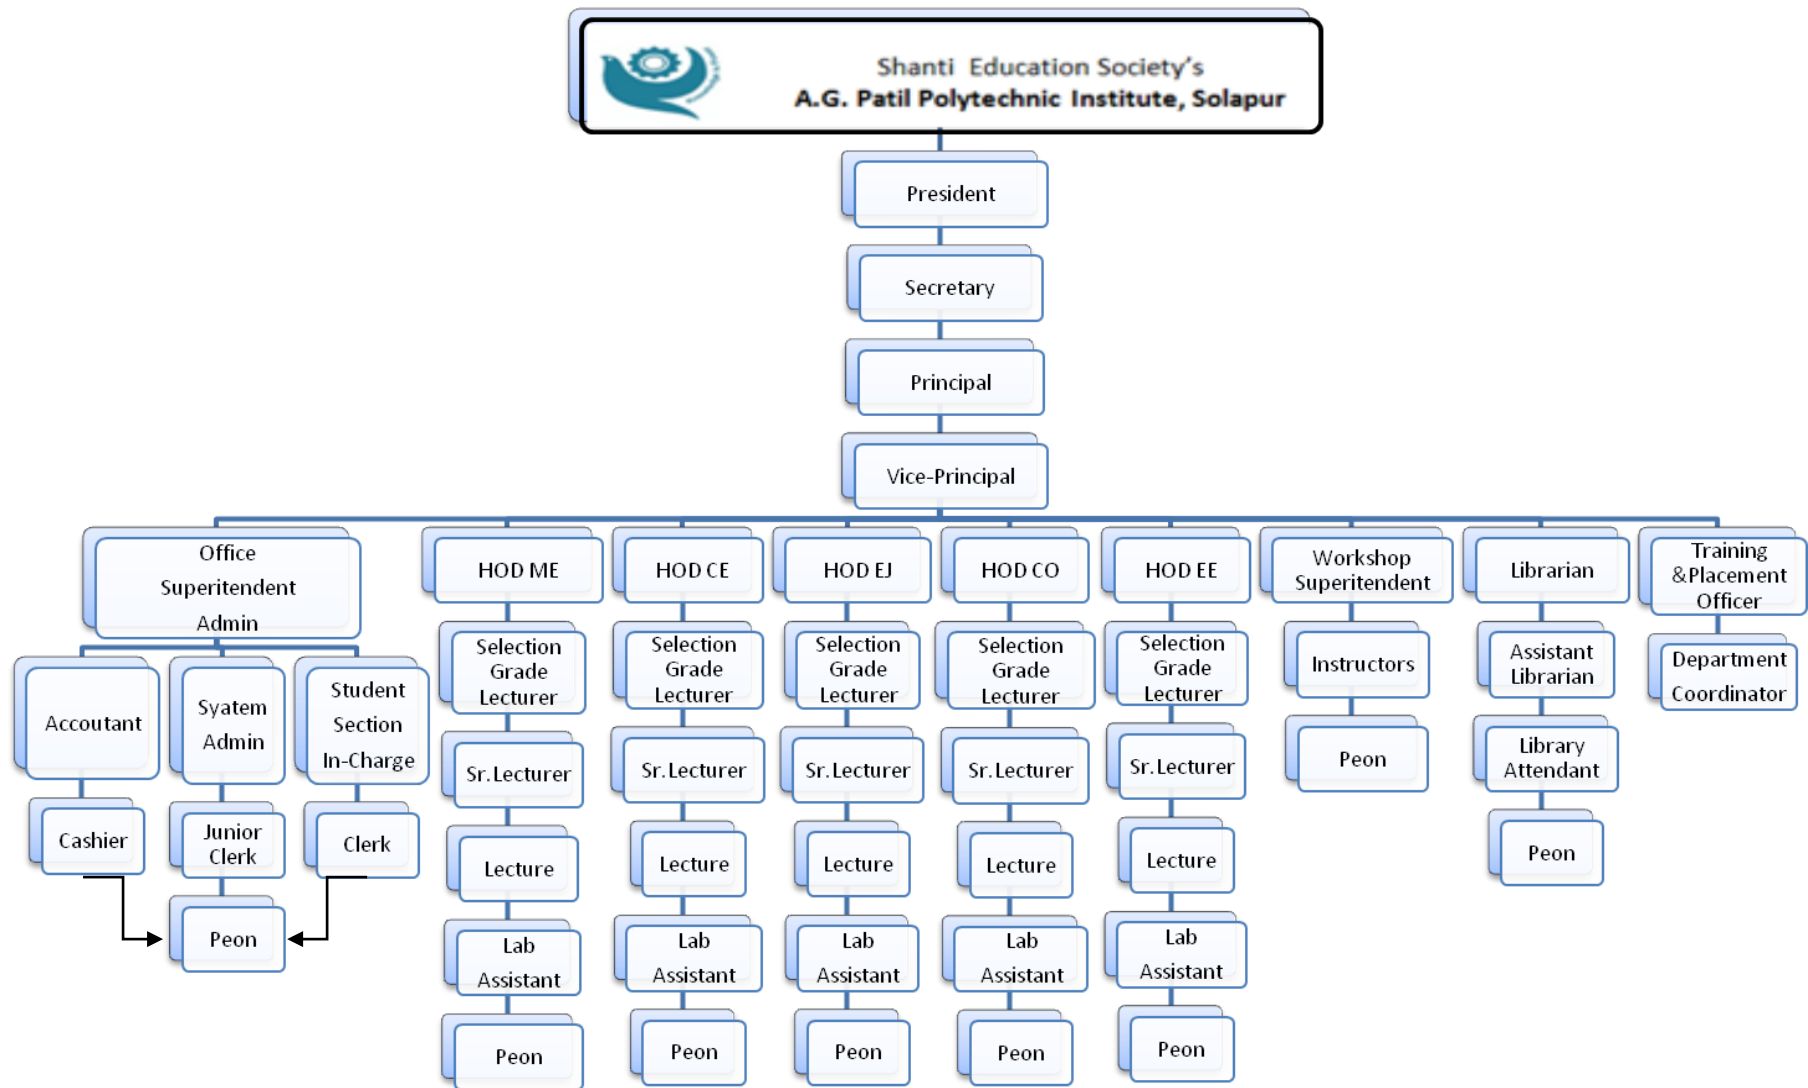 Shanti Education Society's
A.G. Patil Polytechnic Institute, Solapur
President
Secretary
Principal
Vice-Principal
Office
Superitendent
Admin
HOD ME
HOD CE
HOD EJ
HOD CO
HOD EE
Workshop
Superitendent
Librarian
Training
&Placement
Officer
Accoutant
Syatem
Admin
Student
Section
In-Charge
Selection
Grade
Lecturer
Selection
Grade
Lecturer
Selection
Grade
Lecturer
Selection
Grade
Lecturer
Selection
Grade
Lecturer
Instructors
Assistant
Librarian
Department
Coordinator
Sr.Lecturer
Sr.Lecturer
Sr.Lecturer
Sr.Lecturer
Sr.Lecturer
Peon
Library
Attendant
Cashier
Junior
Clerk
Clerk
Lecture
Lecture
Lecture
Lecture
Lecture
Peon
Peon
Lab
Assistant
Lab
Assistant
Lab
Assistant
Lab
Assistant
Lab
Assistant
Peon
Peon
Peon
Peon
Peon